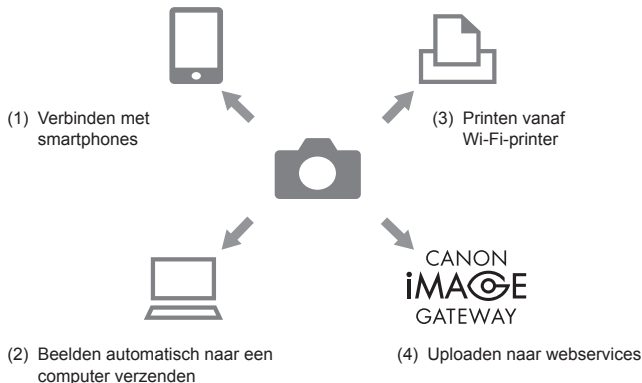 (1) Verbinden met
smartphones
(3) Printen vanaf
Wi-Fi-printer
CANON
iMAGE
GATEWAY
(2) Beelden automatisch naar een
computer verzenden
(4) Uploaden naar webservices